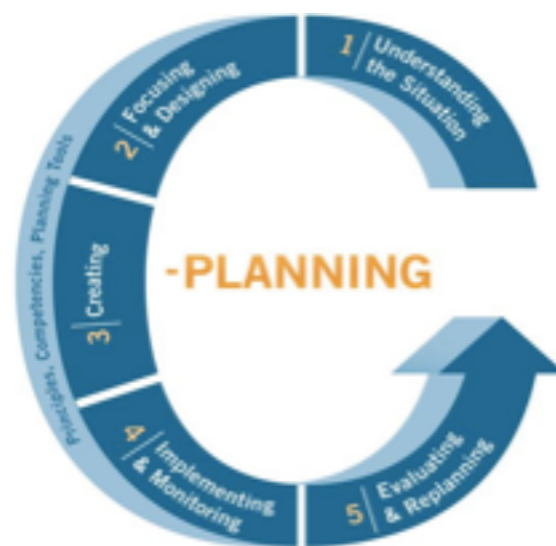 1 Understanding
the Situation
2 Focusing
& Designing
3 Creating
4 Implementing
& Monitoring
5 Evaluating
& Replanning
-PLANNING
Principles, Competencies, Planning Tools